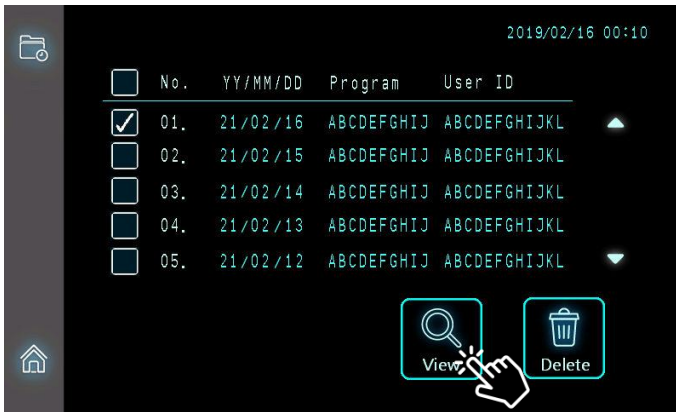 2019/02/16 00:10
No. YY/MM/DD Program User ID
01. 21/02/16 ABCDEFGHIJ ABCDEFGHIJKL
02. 21/02/15 ABCDEFGHIJ ABCDEFGHIJKL
03. 21/02/14 ABCDEFGHIJ ABCDEFGHIJKL
04. 21/02/13 ABCDEFGHIJ ABCDEFGHIJKL
05. 21/02/12 ABCDEFGHIJ ABCDEFGHIJKL
View Delete